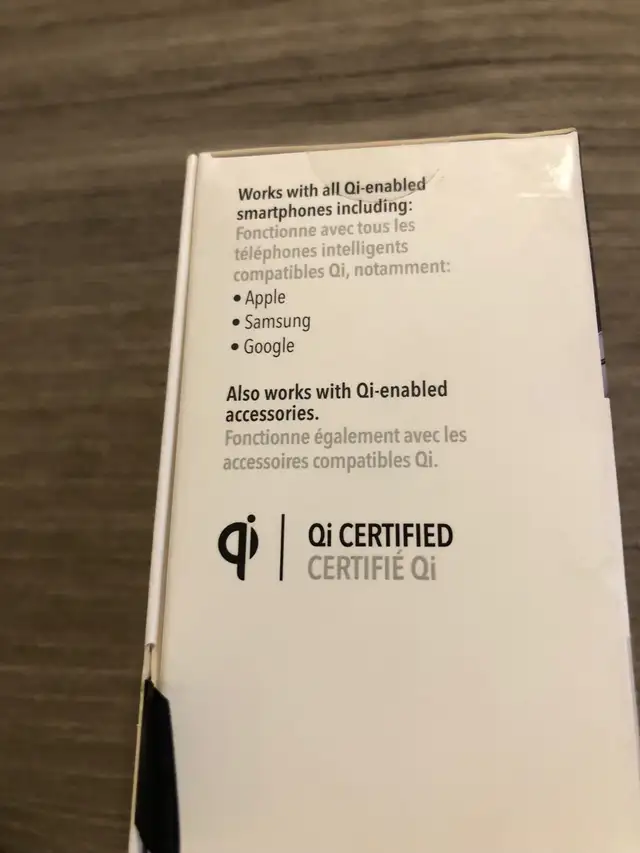 Works with all Qi-enabled
smartphones including:
Fonctionne avec tous les
téléphones intelligents
compatibles Qi, notamment:
• Apple
• Samsung
• Google
Also works with Qi-enabled
accessories.
Fonctionne également avec les
accessoires compatibles Qi.
qi | Qi CERTIFIED
CERTIFIÉ Qi